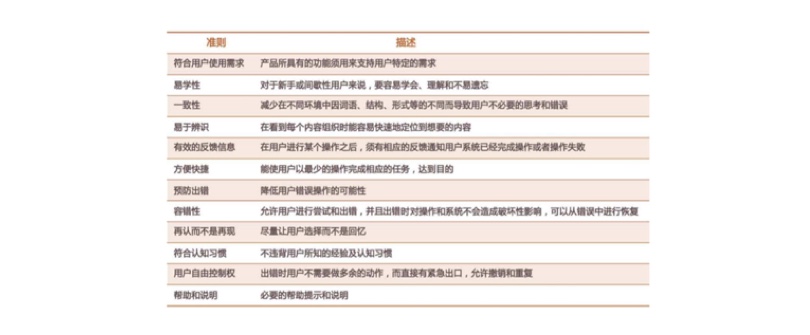 准则 描述
符合用户使用需求 产品所具有的功能须用来支持用户特定的需求
易学性 对于新手或间歇性用户来说，要容易学会、理解和不易遗忘
一致性 减少在不同环境中因词语、结构、形式等的不同而导致用户不必要的思考和错误
易于辨识 在看到每个内容组织时能容易快速地定位到想要的内容
有效的反馈信息 在用户进行某个操作之后，须有相应的反馈通知用户系统已经完成操作或者操作失败
方便快捷 能使用户以最少的操作完成相应的任务，达到目的
预防出错 降低用户错误操作的可能性
容错性 允许用户进行尝试和出错，并且出错时对操作和系统不会造成破坏性影响，可以从错误中进行恢复
再认而不是再现 尽量让用户选择而不是回忆
符合认知习惯 不违背用户所知的经验及认知习惯
用户自由控制权 出错时用户不需要做多余的动作，而直接有紧急出口，允许撤销和重复
帮助和说明 必要的帮助提示和说明